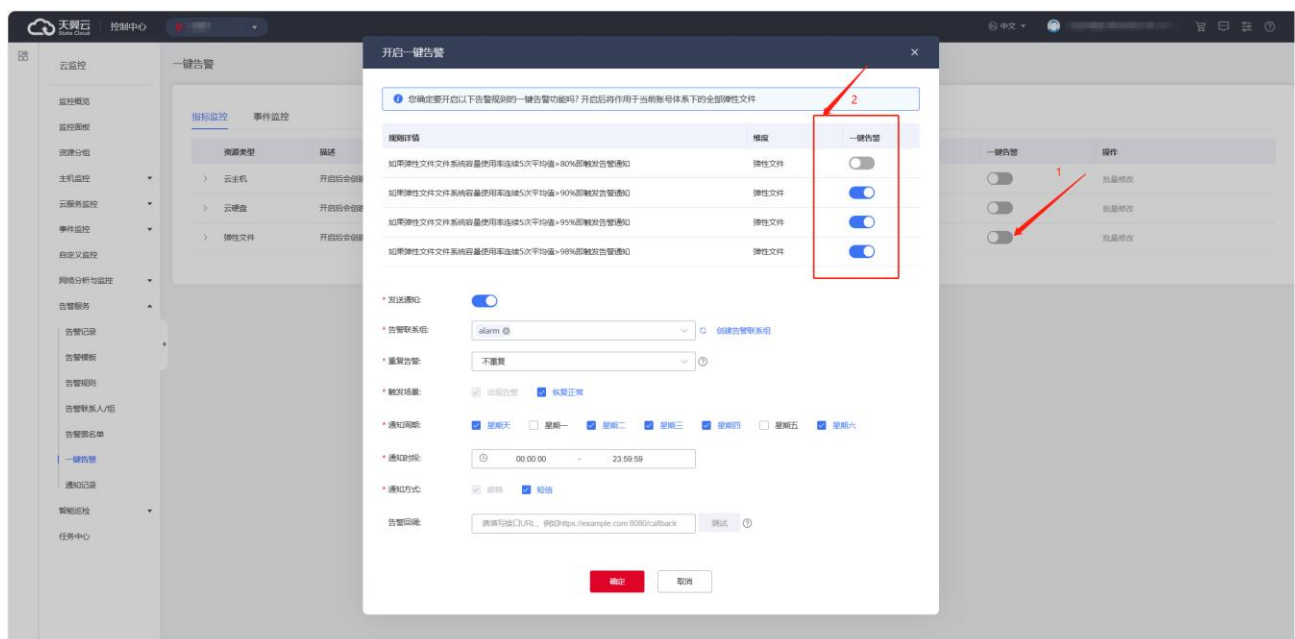 天翼云 State Cloud 控制中心 中文
云监控
监控概览
监控面板
资源分组
主机监控
云服务监控
事件监控
自定义监控
网络分析与监控
告警服务
告警记录
告警模板
告警规则
告警联系人/组
告警黑名单
一键告警
通知记录
智能巡检
任务中心
一键告警
指标监控 事件监控
资源类型 描述 一键告警 操作
云主机 开启后会创建 批量修改
云硬盘 开启后会创建 批量修改
弹性文件 开启后会创建 批量修改
1
开启一键告警 ×
您确定要开启以下告警规则的一键告警功能吗? 开启后将作用于当前账号体系下的全部弹性文件
2
规则详情 维度 一键告警
如果弹性文件文件系统容量使用率连续5次平均值>80%即触发告警通知 弹性文件
如果弹性文件文件系统容量使用率连续5次平均值>90%即触发告警通知 弹性文件
如果弹性文件文件系统容量使用率连续5次平均值>95%即触发告警通知 弹性文件
如果弹性文件文件系统容量使用率连续5次平均值>98%即触发告警通知 弹性文件
* 发送通知:
* 告警联系组: alarm 创建告警联系组
* 重复告警: 不重复
* 触发场景: 出现告警 恢复正常
* 通知周期: 星期天 星期一 星期二 星期三 星期四 星期五 星期六
* 通知时段: 00:00:00 - 23:59:59
* 通知方式: 邮箱 短信
告警回调: 请填写接口URL，例如https://example.com:8080/callback 测试
确定 取消